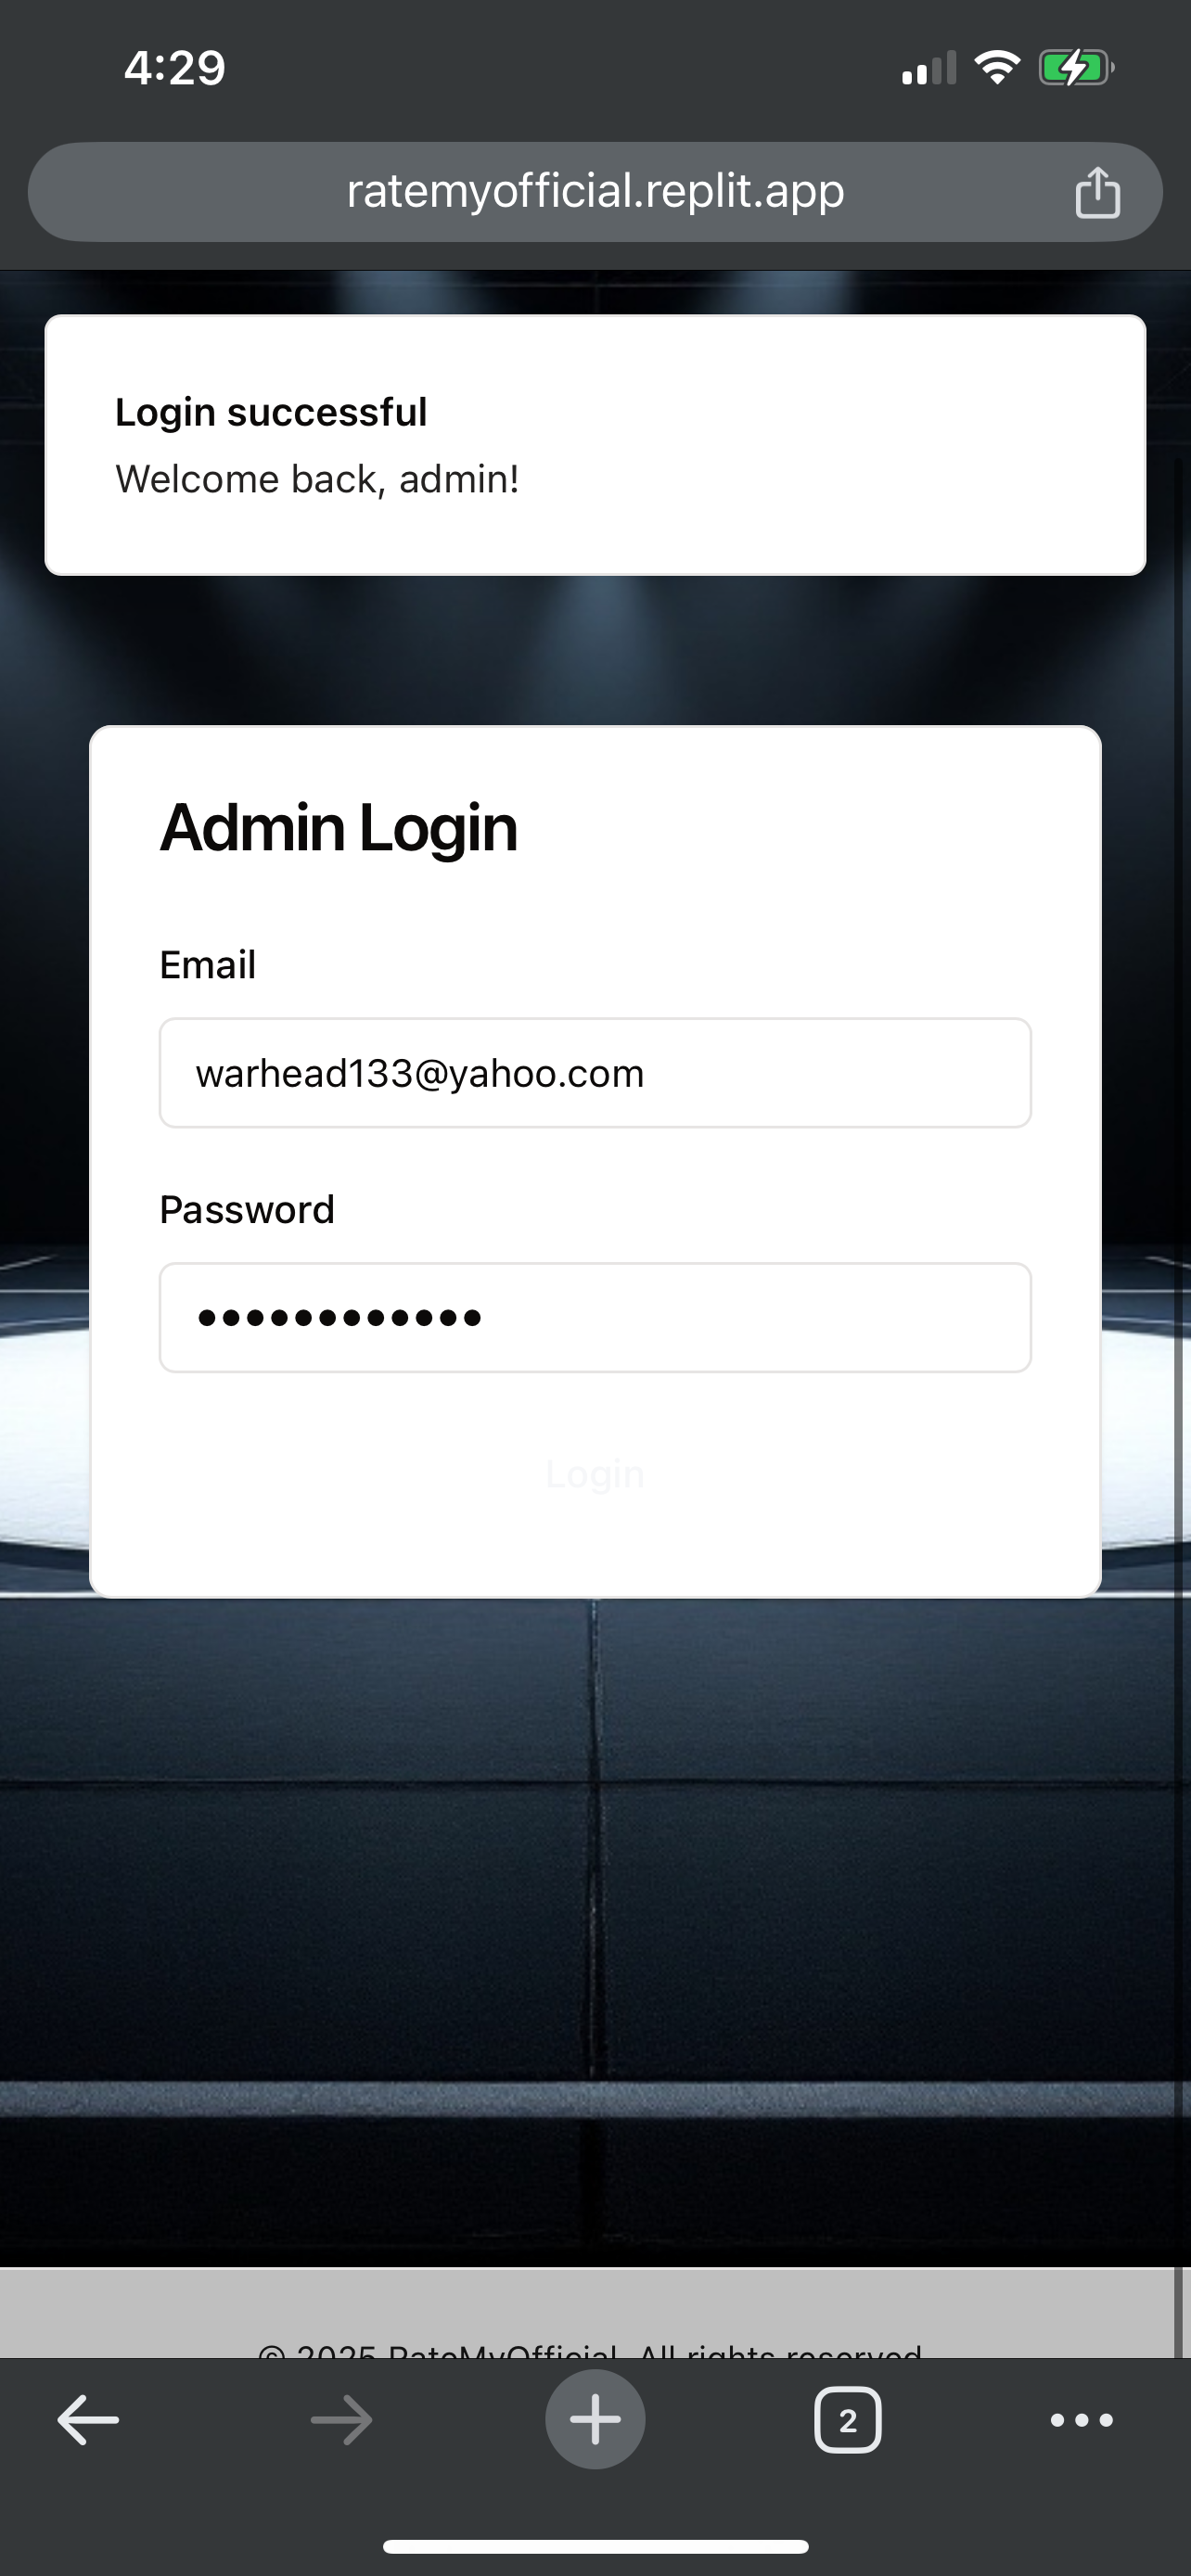 4:29
ratemyofficial.replit.app
Login successful
Welcome back, admin!
Admin Login
Email
warhead133@yahoo.com
Password
••••••••••••
Login
© 2025 RateMyOfficial. All rights reserved
2